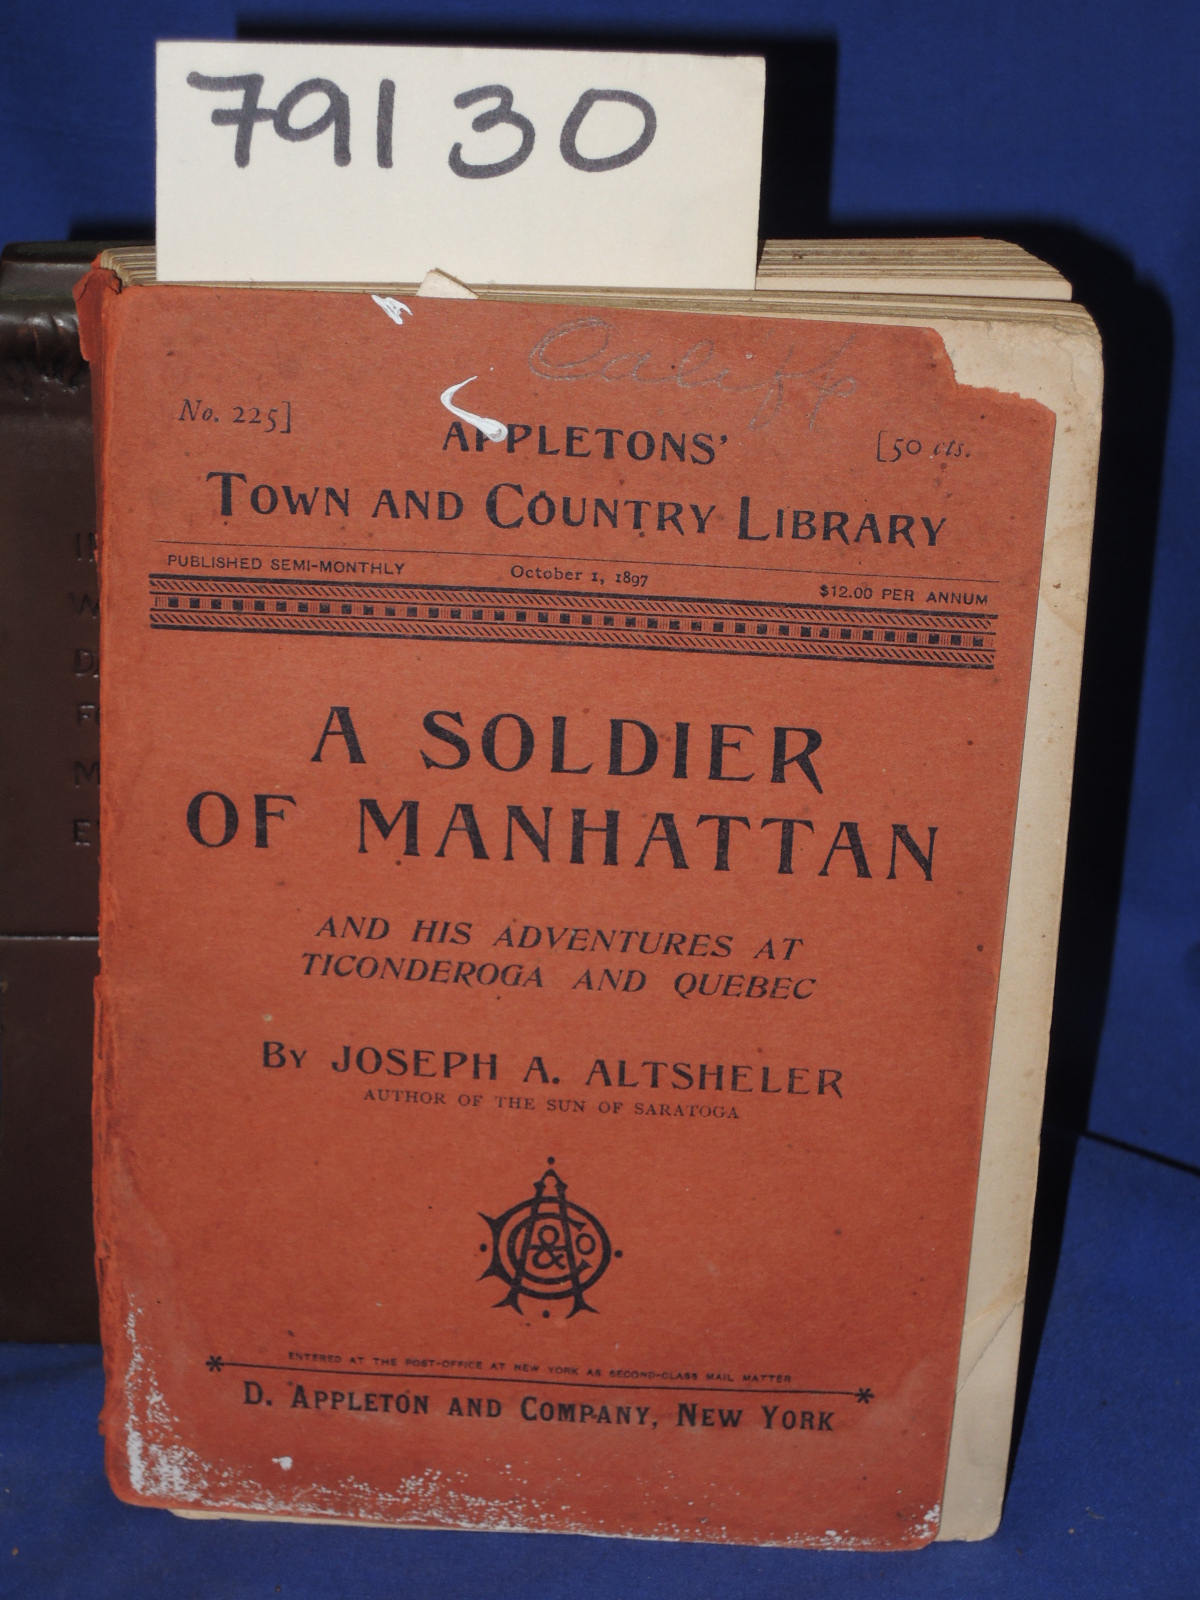 79130
Calif
No. 225]
[50 cts.
APPLETONS'
TOWN AND COUNTRY LIBRARY
PUBLISHED SEMI-MONTHLY
October 1, 1897
$12.00 PER ANNUM
A SOLDIER
OF MANHATTAN
AND HIS ADVENTURES AT
TICONDEROGA AND QUEBEC
BY JOSEPH A. ALTSHELER
AUTHOR OF THE SUN OF SARATOGA
A & Co
ENTERED AT THE POST-OFFICE AT NEW YORK AS SECOND-CLASS MAIL MATTER
D. APPLETON AND COMPANY, NEW YORK